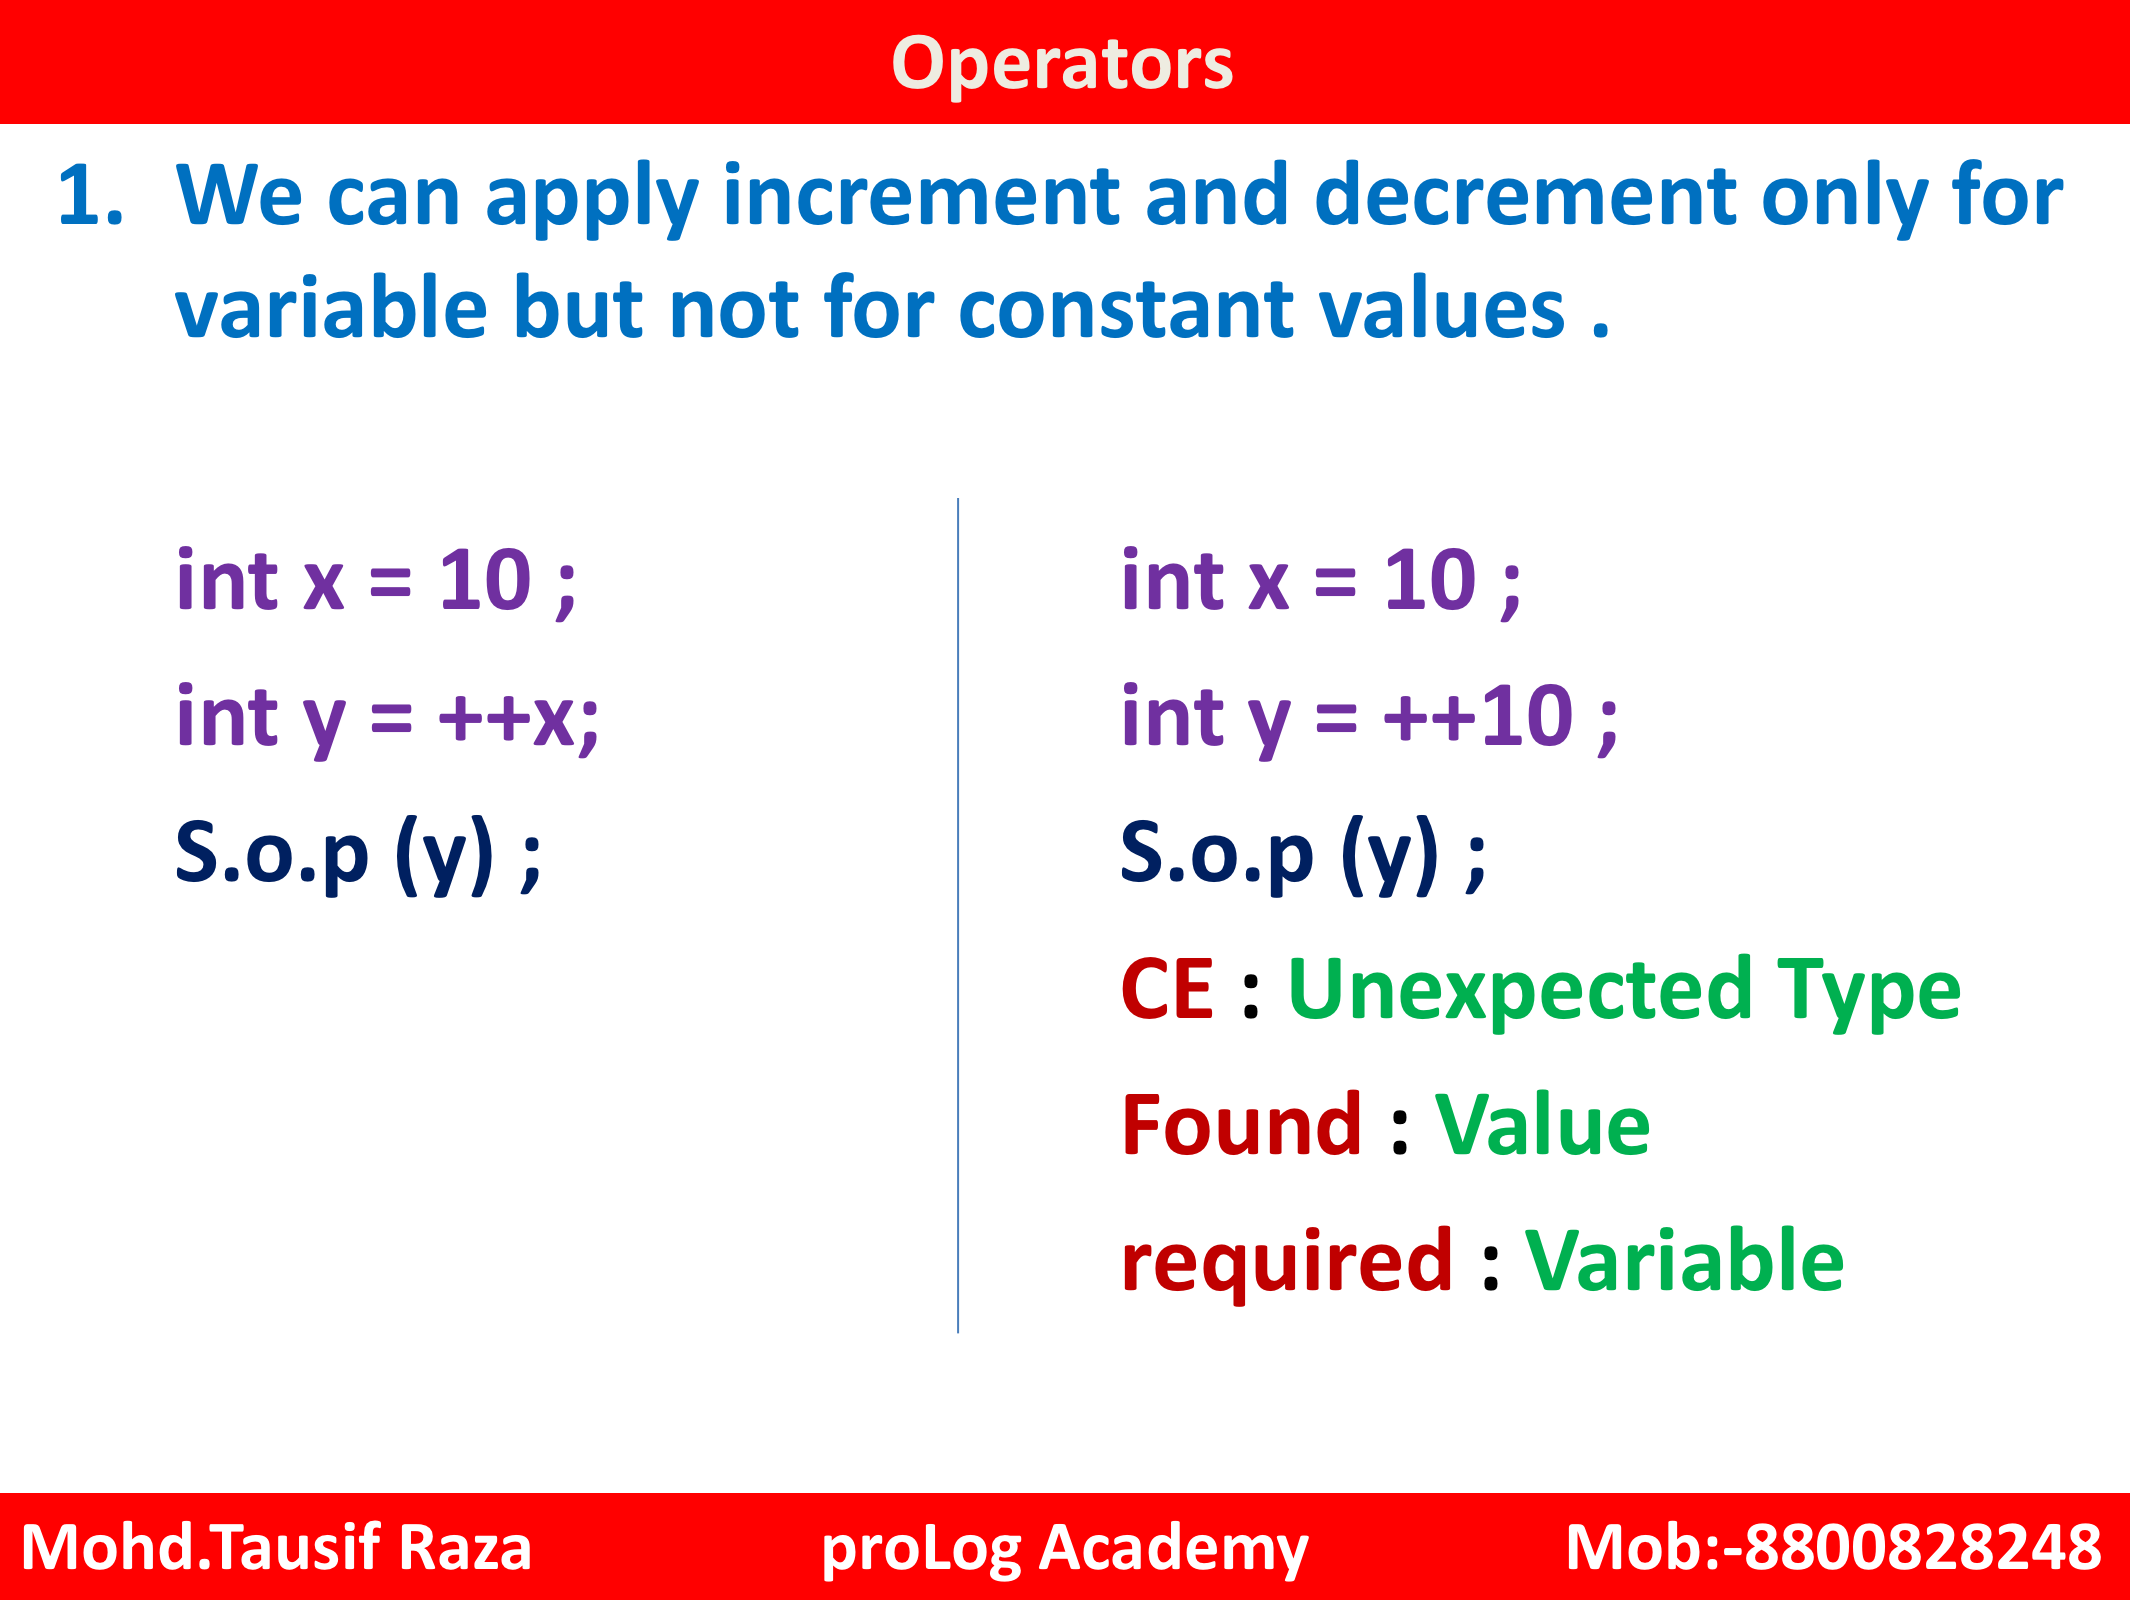 Operators
1. We can apply increment and decrement only for
variable but not for constant values .
int x = 10 ;
int y = ++x;
S.o.p (y) ;
int x = 10 ;
int y = ++10 ;
S.o.p (y) ;
CE : Unexpected Type
Found : Value
required : Variable
Mohd.Tausif Raza proLog Academy Mob:-8800828248